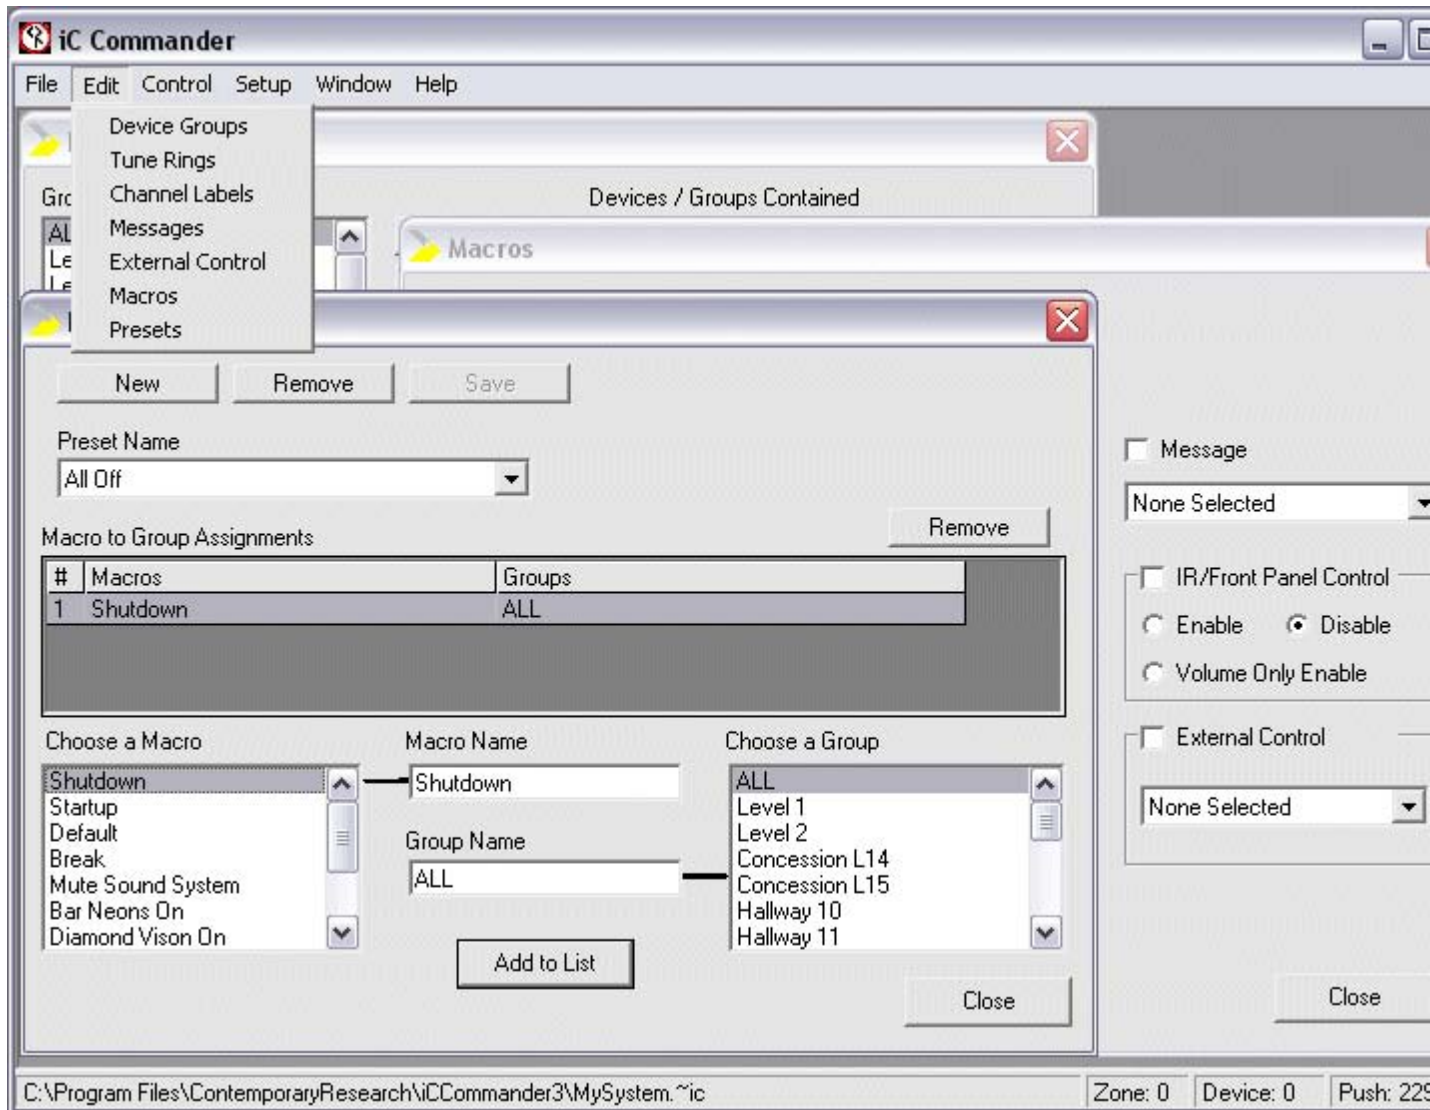 iC Commander
File Edit Control Setup Window Help
Device Groups
Tune Rings
Channel Labels
Messages
External Control
Macros
Presets
Devices / Groups Contained
Macros
New Remove Save
Preset Name
All Off
Macro to Group Assignments
Remove
# Macros Groups
1 Shutdown ALL
Choose a Macro
Shutdown
Startup
Default
Break
Mute Sound System
Bar Neons On
Diamond Vison On
Macro Name
Shutdown
Group Name
ALL
Add to List
Choose a Group
ALL
Level 1
Level 2
Concession L14
Concession L15
Hallway 10
Hallway 11
Close
Message
None Selected
IR/Front Panel Control
Enable Disable
Volume Only Enable
External Control
None Selected
Close
C:\Program Files\ContemporaryResearch\iCCommander3\MySystem.~ic Zone: 0 Device: 0 Push: